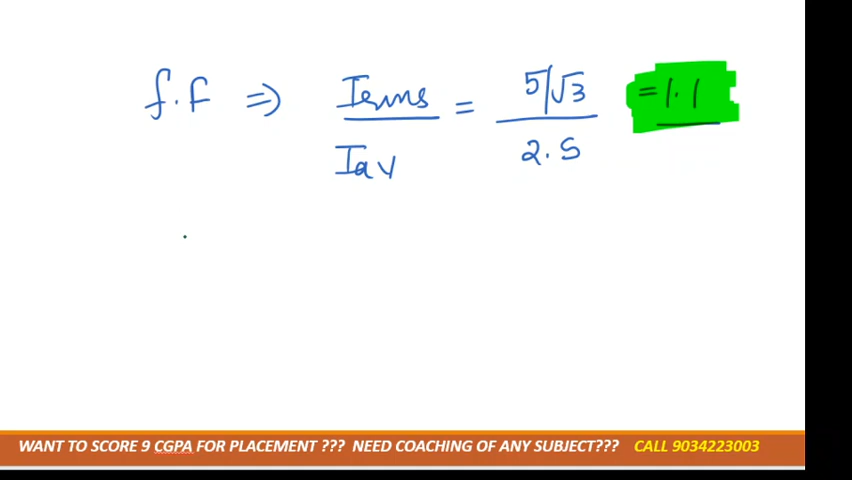 f.F ⇒ Irms/Iav = 5/√3 / 2.5 = 1.1
WANT TO SCORE 9 CGPA FOR PLACEMENT ??? NEED COACHING OF ANY SUBJECT??? CALL 9034223003